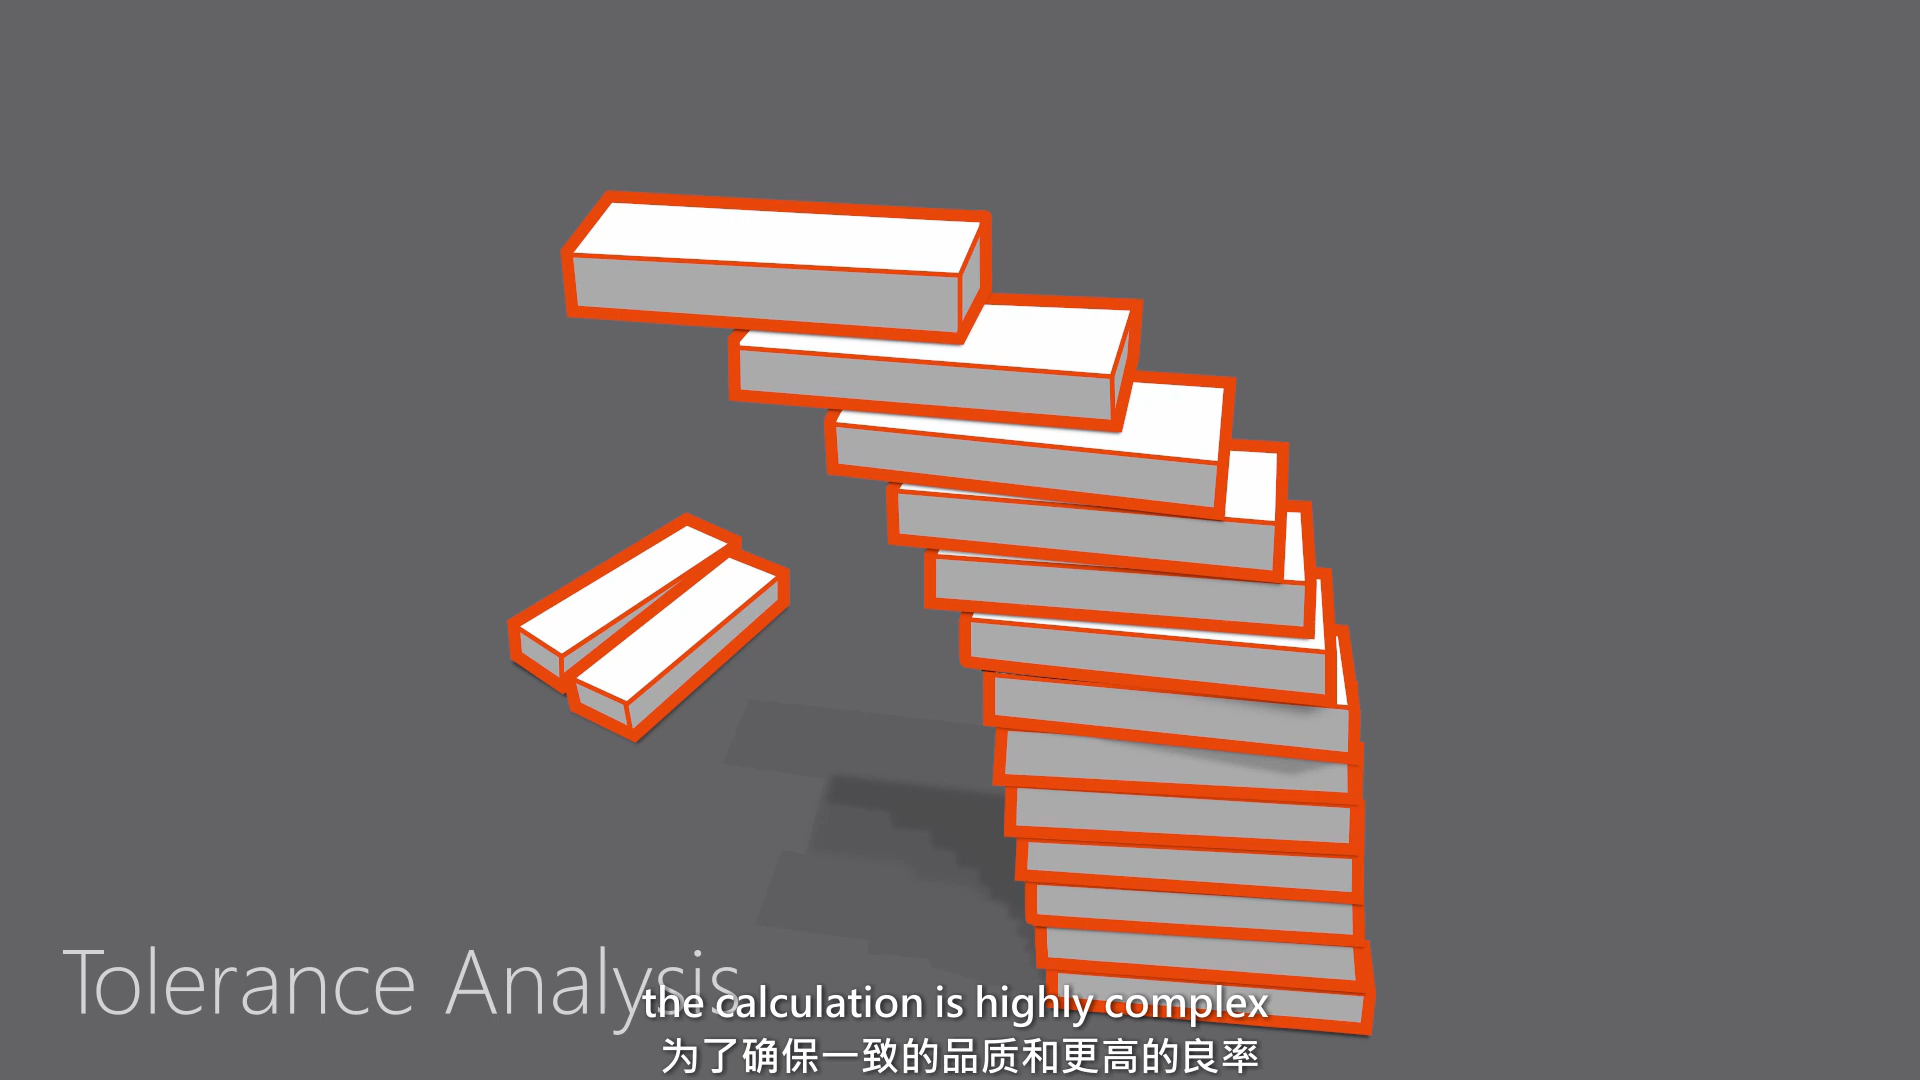 Tolerance Analysis
the calculation is highly complex
为了确保一致的品质和更高的良率